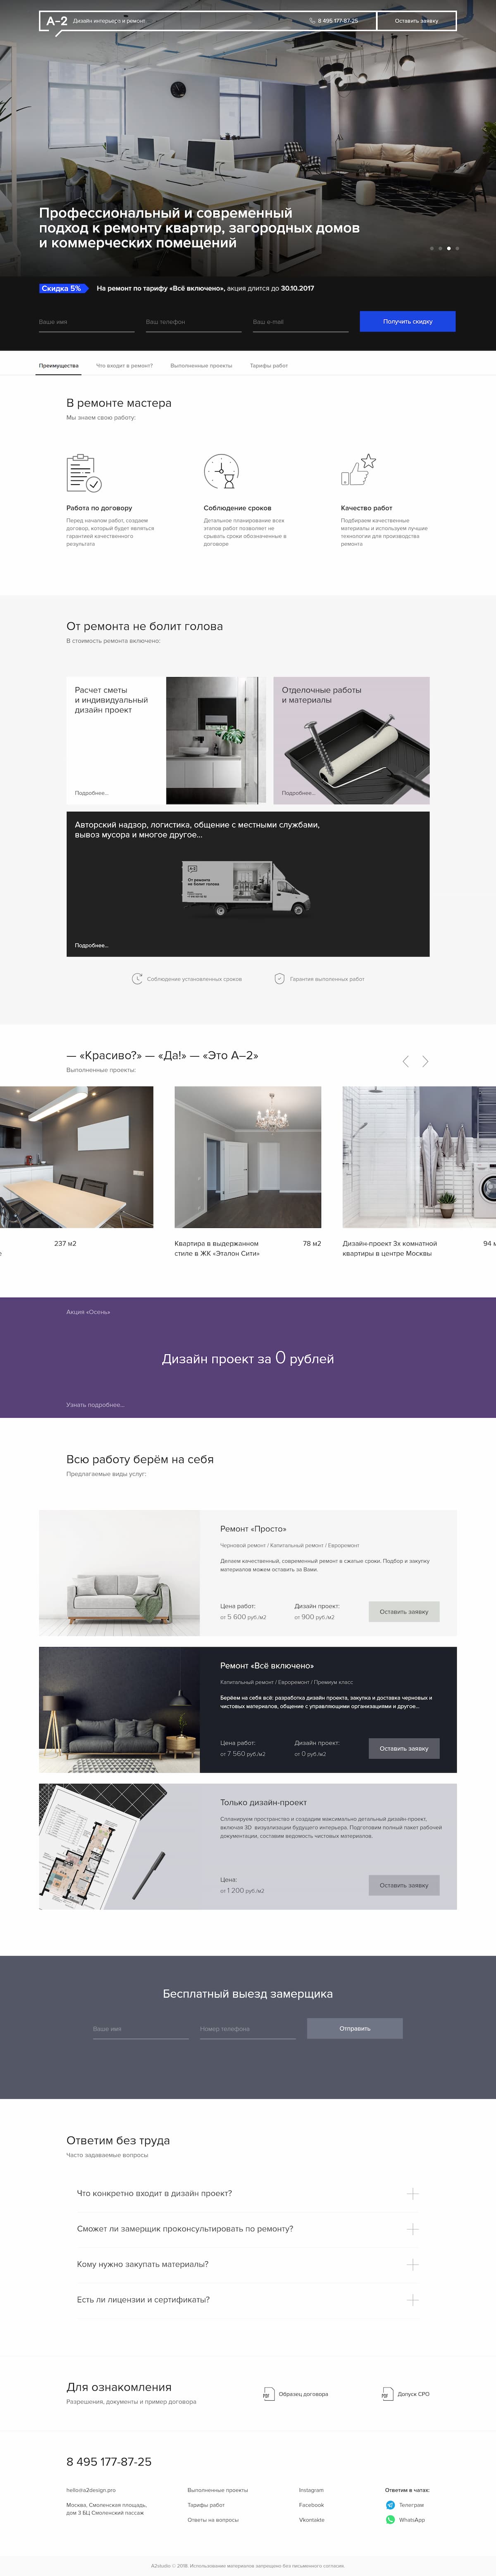 А–2
Дизайн интерьера и ремонт
8 495 177-87-25
Оставить заявку
Профессиональный и современный
подход к ремонту квартир, загородных домов
и коммерческих помещений
Скидка 5%
На ремонт по тарифу «Всё включено», акция длится до 30.10.2017
Ваше имя
Ваш телефон
Ваш e-mail
Получить скидку
Преимущества
Что входит в ремонт?
Выполненные проекты
Тарифы работ
В ремонте мастера
Мы знаем свою работу:
Работа по договору
Перед началом работ, создаем
договор, который будет являться
гарантией качественного
результата
Соблюдение сроков
Детальное планирование всех
этапов работ позволяет не
срывать сроки обозначенные в
договоре
Качество работ
Подбираем качественные
материалы и используем лучшие
технологии для производства
ремонта
От ремонта не болит голова
В стоимость ремонта включено:
Расчет сметы
и индивидуальный
дизайн проект
Подробнее...
Отделочные работы
и материалы
Подробнее...
Авторский надзор, логистика, общение с местными службами,
вывоз мусора и многое другое...
А–2
От ремонта
не болит голова
Подробнее...
Соблюдение установленных сроков
Гарантия выполенных работ
— «Красиво?» — «Да!» — «Это А–2»
Выполненные проекты:
237 м2
Квартира в выдержанном
стиле в ЖК «Эталон Сити»
78 м2
Дизайн-проект 3х комнатной
квартиры в центре Москвы
94 м
Акция «Осень»
Дизайн проект за 0 рублей
Узнать подробнее...
Всю работу берём на себя
Предлагаемые виды услуг:
Ремонт «Просто»
Черновой ремонт / Капитальный ремонт / Евроремонт
Делаем качественный, современный ремонт в сжатые сроки. Подбор и закупку
материалов можем оставить за Вами.
Цена работ:
от 5 600 руб./м2
Дизайн проект:
от 900 руб./м2
Оставить заявку
Ремонт «Всё включено»
Капитальный ремонт / Евроремонт / Премиум класс
Берём на себя всё: разработка дизайн проекта, закупка и доставка черновых и
чистовых материалов, общение с управляющими организациями и другое...
Цена работ:
от 7 560 руб./м2
Дизайн проект:
от 0 руб./м2
Оставить заявку
Только дизайн-проект
Спланируем пространство и создадим максимально детальный дизайн-проект,
включая 3D визуализации будущего интерьера. Подготовим полный пакет рабочей
документации, составим ведомость чистовых материалов.
Цена:
от 1 200 руб./м2
Оставить заявку
Бесплатный выезд замерщика
Ваше имя
Номер телефона
Отправить
Ответим без труда
Часто задаваемые вопросы
Что конкретно входит в дизайн проект?
Сможет ли замерщик проконсультировать по ремонту?
Кому нужно закупать материалы?
Есть ли лицензии и сертификаты?
Для ознакомления
Разрешения, документы и пример договора
PDF
Образец договора
PDF
Допуск СРО
8 495 177-87-25
hello@a2design.pro
Москва, Смоленская площадь,
дом 3 БЦ Смоленский пассаж
Выполненные проекты
Тарифы работ
Ответы на вопросы
Instagram
Facebook
Vkontakte
Ответим в чатах:
Телеграм
WhatsApp
A2studio © 2018. Использование материалов запрещено без письменного согласия.